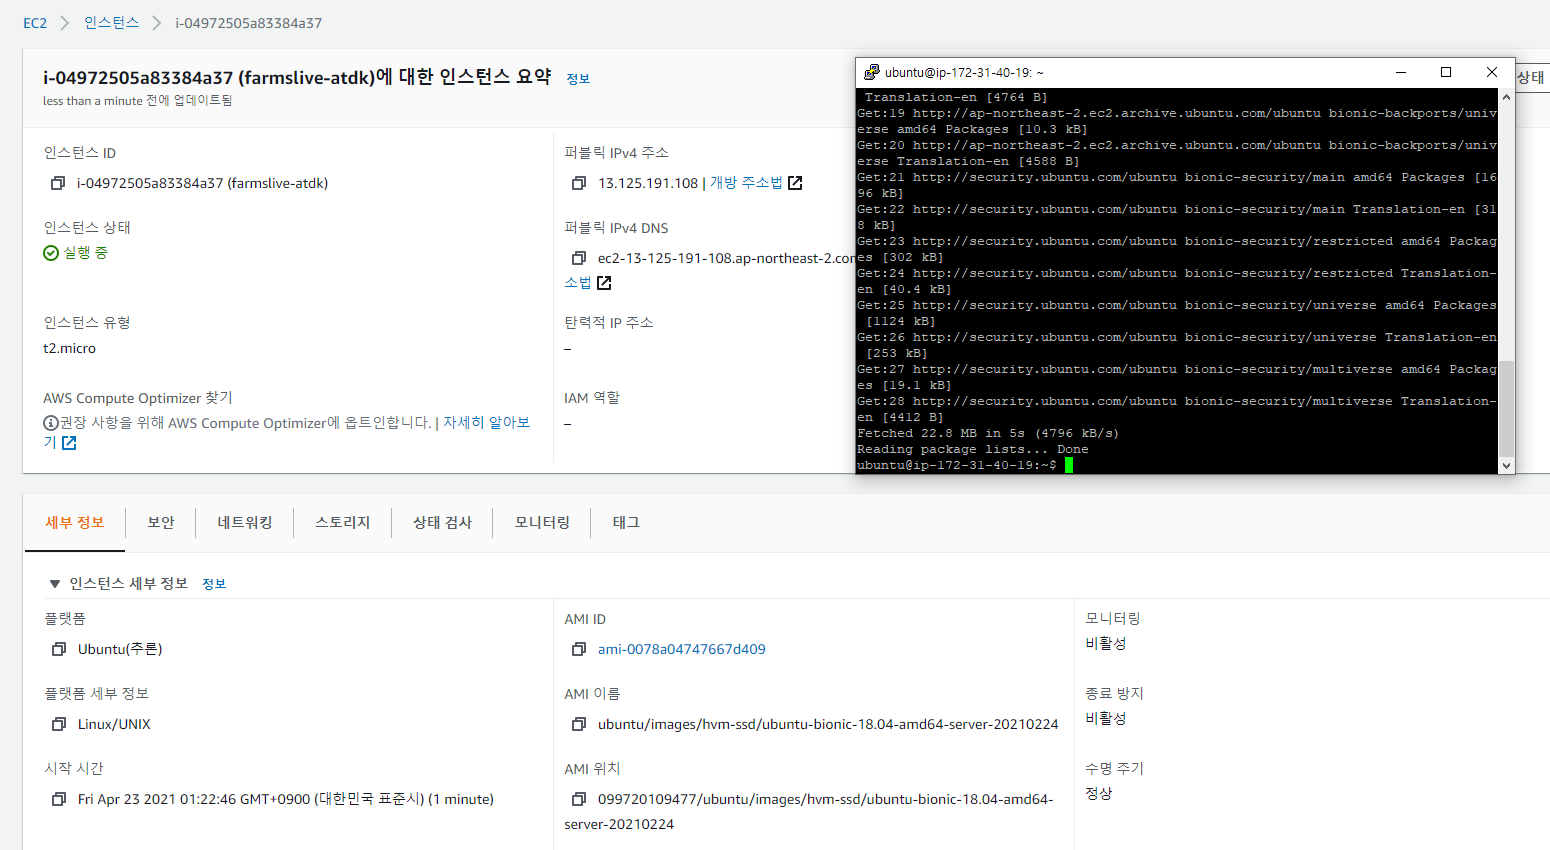 EC2 > 인스턴스 > i-04972505a83384a37
i-04972505a83384a37 (farmslive-atdk)에 대한 인스턴스 요약 정보
less than a minute 전에 업데이트됨
상태
인스턴스 ID
i-04972505a83384a37 (farmslive-atdk)
퍼블릭 IPv4 주소
13.125.191.108 | 개방 주소법
인스턴스 상태
실행 중
퍼블릭 IPv4 DNS
ec2-13-125-191-108.ap-northeast-2.con
소법
인스턴스 유형
t2.micro
탄력적 IP 주소
–
AWS Compute Optimizer 찾기
권장 사항을 위해 AWS Compute Optimizer에 옵트인합니다. | 자세히 알아보
기
IAM 역할
–
ubuntu@ip-172-31-40-19: ~
Translation-en [4764 B]
Get:19 http://ap-northeast-2.ec2.archive.ubuntu.com/ubuntu bionic-backports/univ
erse amd64 Packages [10.3 kB]
Get:20 http://ap-northeast-2.ec2.archive.ubuntu.com/ubuntu bionic-backports/univ
erse Translation-en [4588 B]
Get:21 http://security.ubuntu.com/ubuntu bionic-security/main amd64 Packages [16
96 kB]
Get:22 http://security.ubuntu.com/ubuntu bionic-security/main Translation-en [31
8 kB]
Get:23 http://security.ubuntu.com/ubuntu bionic-security/restricted amd64 Packag
es [302 kB]
Get:24 http://security.ubuntu.com/ubuntu bionic-security/restricted Translation-
en [40.4 kB]
Get:25 http://security.ubuntu.com/ubuntu bionic-security/universe amd64 Packages
[1124 kB]
Get:26 http://security.ubuntu.com/ubuntu bionic-security/universe Translation-en
[253 kB]
Get:27 http://security.ubuntu.com/ubuntu bionic-security/multiverse amd64 Packag
es [19.1 kB]
Get:28 http://security.ubuntu.com/ubuntu bionic-security/multiverse Translation-
en [4412 B]
Fetched 22.8 MB in 5s (4796 kB/s)
Reading package lists... Done
ubuntu@ip-172-31-40-19:~$
세부 정보 보안 네트워킹 스토리지 상태 검사 모니터링 태그
▼ 인스턴스 세부 정보 정보
플랫폼
Ubuntu(추론)
AMI ID
ami-0078a04747667d409
모니터링
비활성
플랫폼 세부 정보
Linux/UNIX
AMI 이름
ubuntu/images/hvm-ssd/ubuntu-bionic-18.04-amd64-server-20210224
종료 방지
비활성
시작 시간
Fri Apr 23 2021 01:22:46 GMT+0900 (대한민국 표준시) (1 minute)
AMI 위치
099720109477/ubuntu/images/hvm-ssd/ubuntu-bionic-18.04-amd64-
server-20210224
수명 주기
정상